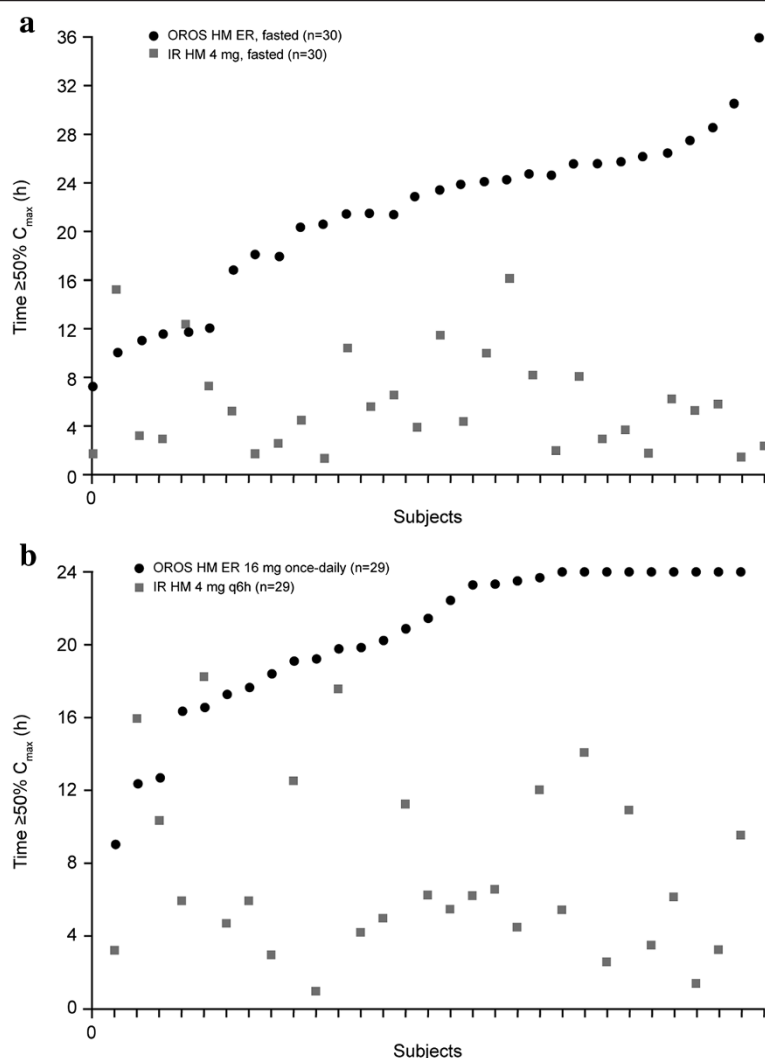 a
OROS HM ER, fasted (n=30)
IR HM 4 mg, fasted (n=30)
36
32
28
24
20
16
12
8
4
0
Time ≥50% Cmax (h)
0
Subjects
b
OROS HM ER 16 mg once-daily (n=29)
IR HM 4 mg q6h (n=29)
24
20
16
12
8
4
0
Time ≥50% Cmax (h)
0
Subjects